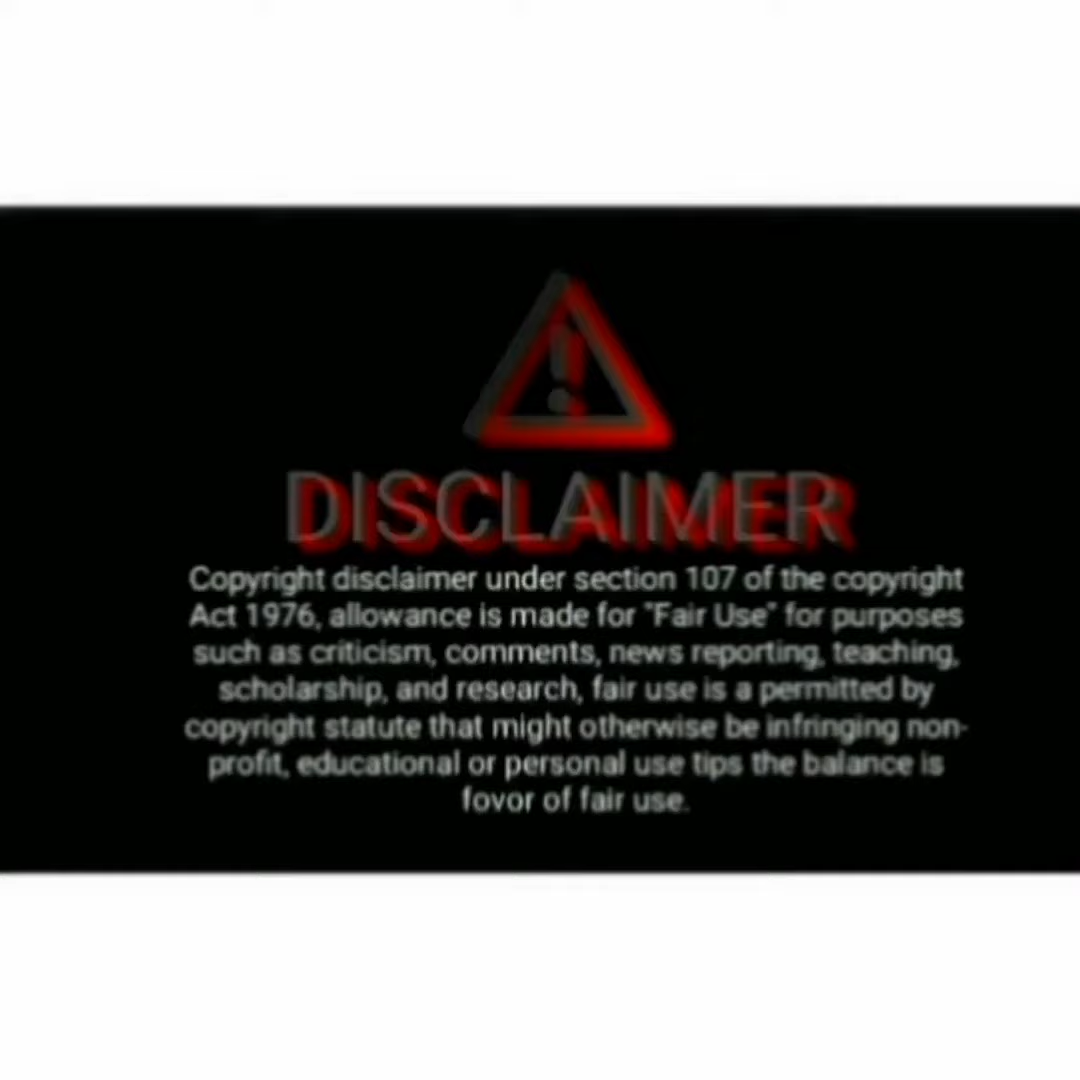 DISCLAIMER
Copyright disclaimer under section 107 of the copyright
Act 1976, allowance is made for "Fair Use" for purposes
such as criticism, comments, news reporting, teaching,
scholarship, and research, fair use is a permitted by
copyright statute that might otherwise be infringing non-
profit, educational or personal use tips the balance is
fovor of fair use.